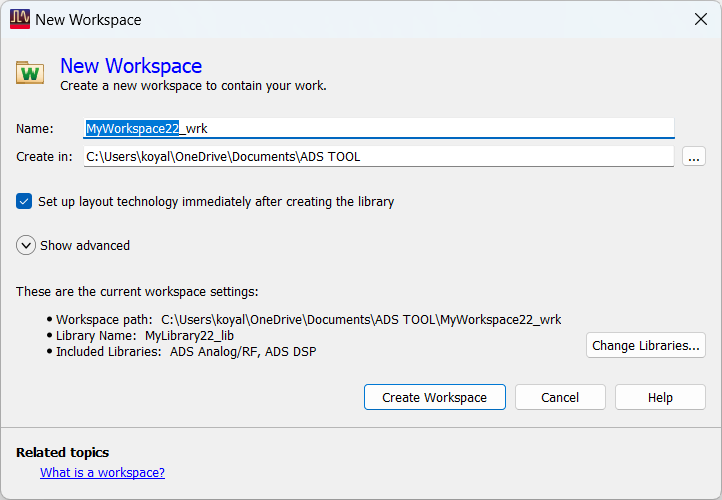 New Workspace
New Workspace
Create a new workspace to contain your work.
Name: MyWorkspace22_wrk
Create in: C:\Users\koyal\OneDrive\Documents\ADS TOOL ...
Set up layout technology immediately after creating the library
Show advanced
These are the current workspace settings:
• Workspace path: C:\Users\koyal\OneDrive\Documents\ADS TOOL\MyWorkspace22_wrk
• Library Name: MyLibrary22_lib
• Included Libraries: ADS Analog/RF, ADS DSP
Change Libraries...
Create Workspace Cancel Help
Related topics
What is a workspace?